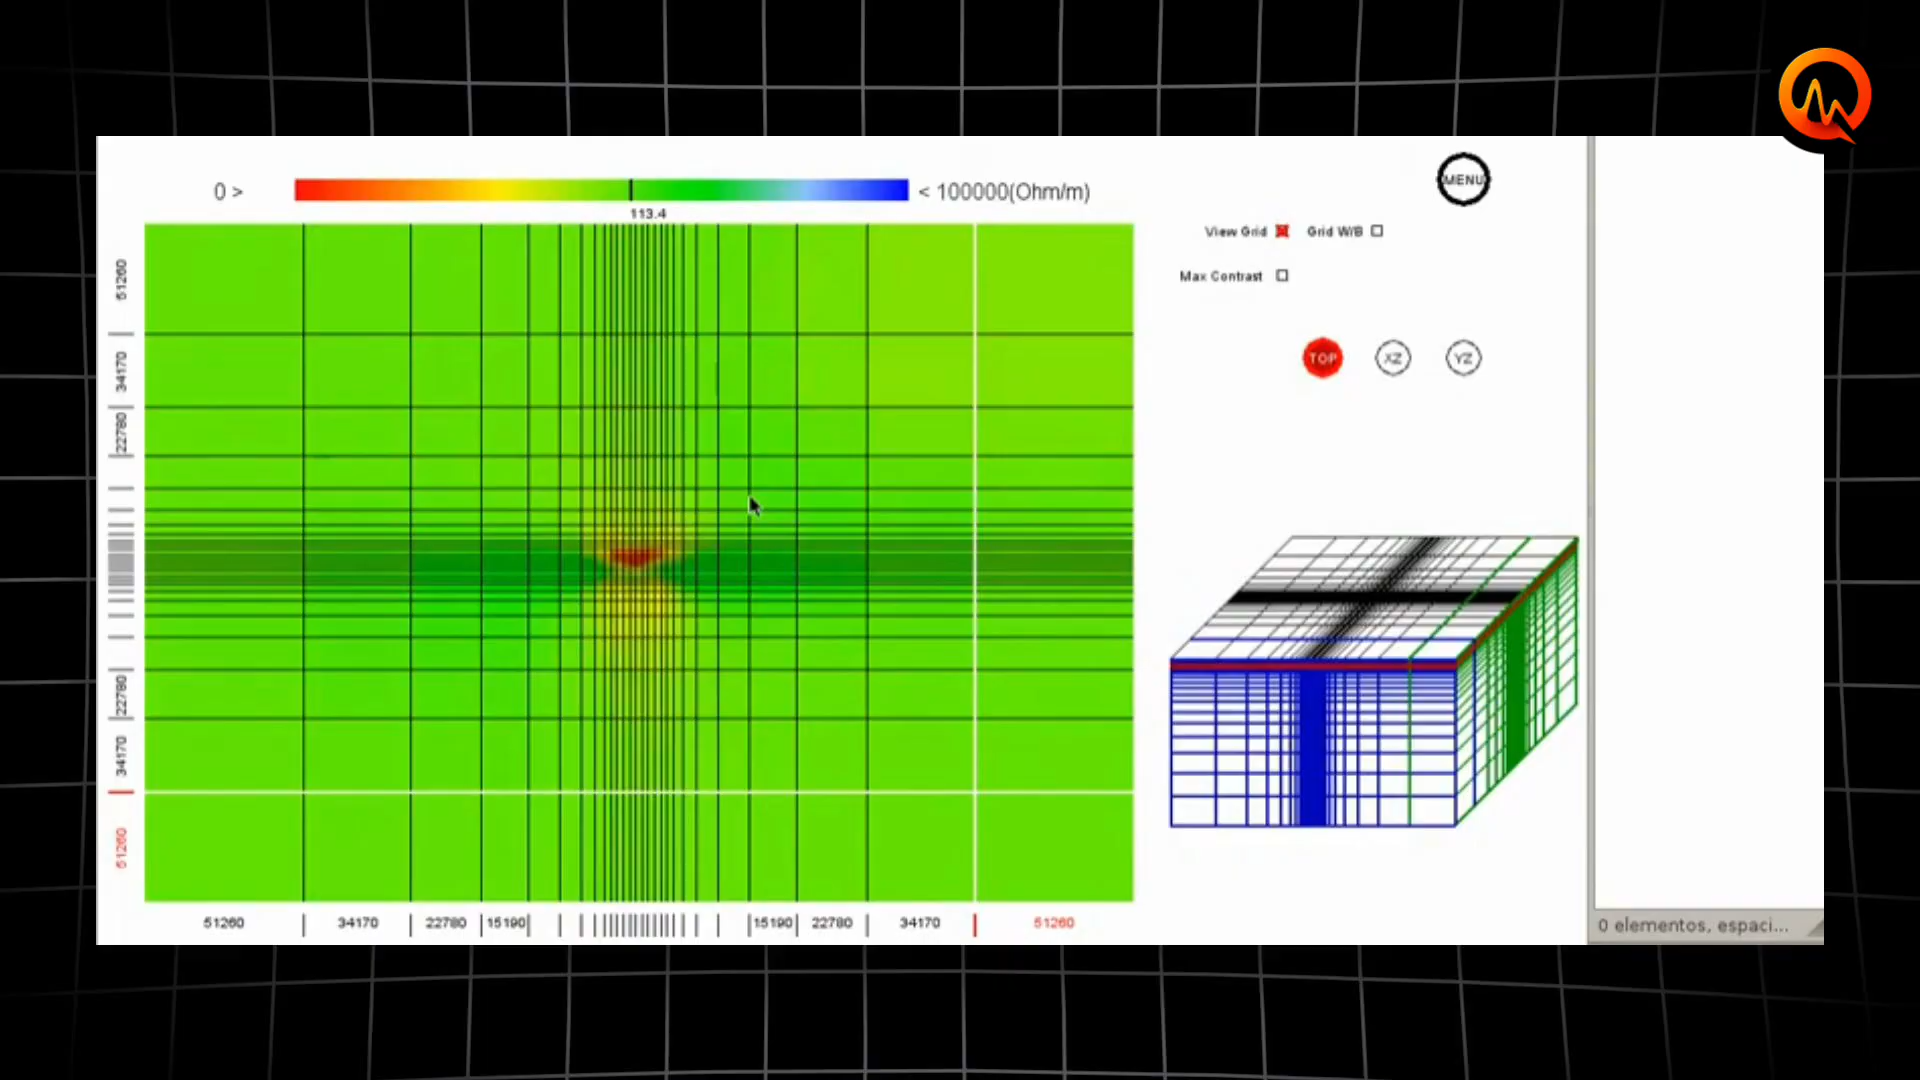 0 >
< 100000(Ohm/m)
113.4
MENU
View Grid
Grid W/B
Max Contrast
TOP
XZ
YZ
51260
34170
22780
22780
34170
51260
51260 34170 22780 15190 15190 22780 34170 51260
0 elementos, espaci...